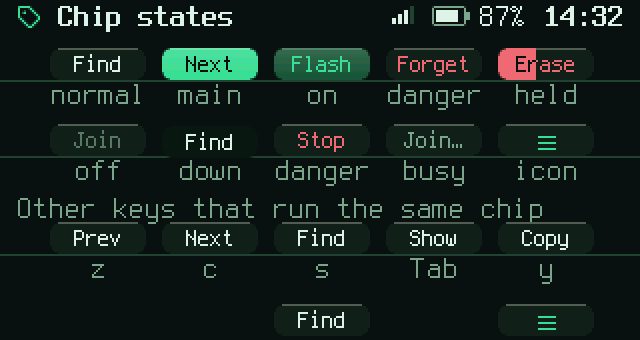 Chip states 87% 14:32
Find Next Flash Forget Erase
normal main on danger held
Join Find Stop Join…
off down danger busy icon
Other keys that run the same chip
Prev Next Find Show Copy
z c s Tab y
Find